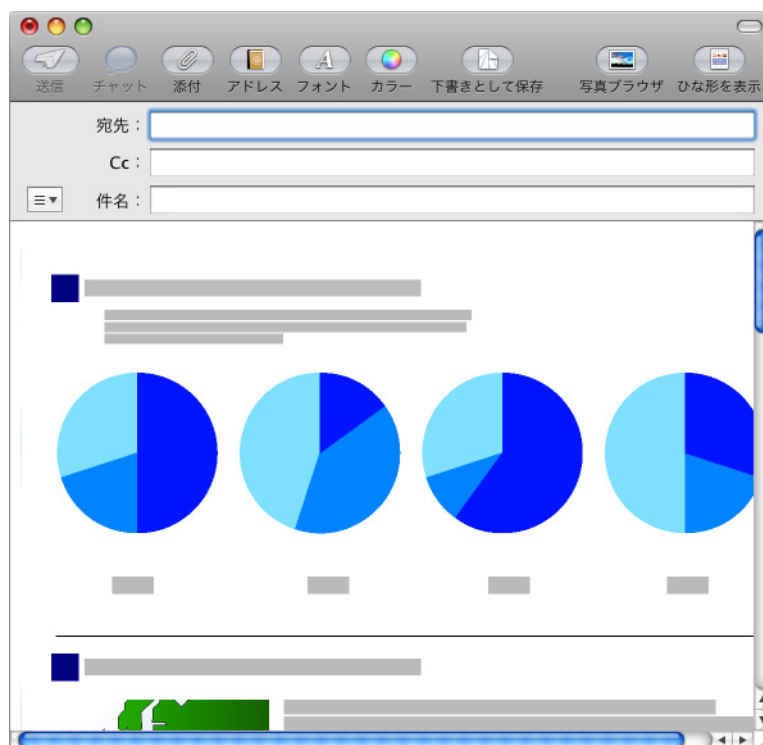 送信 チャット 添付 アドレス フォント カラー 下書きとして保存 写真ブラウザ ひな形を表示
宛先：
Cc：
件名：